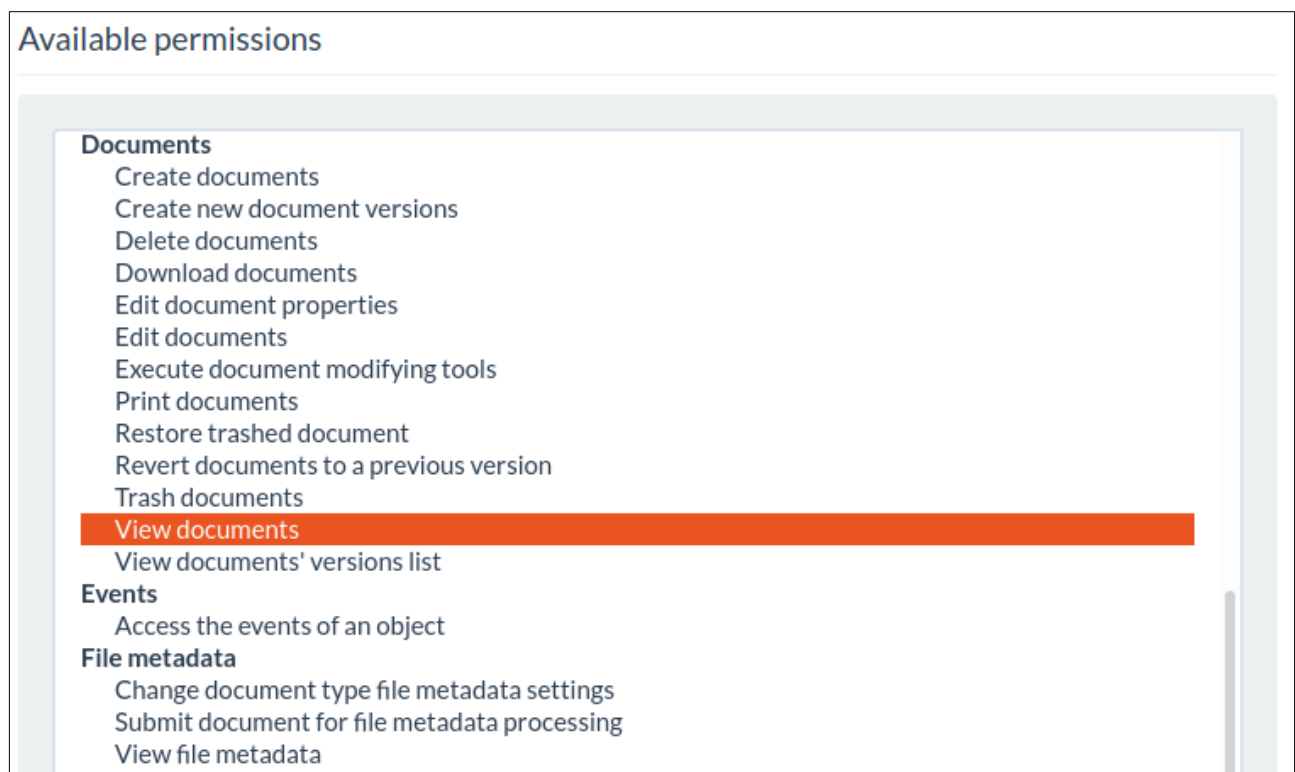 Available permissions
Documents
Create documents
Create new document versions
Delete documents
Download documents
Edit document properties
Edit documents
Execute document modifying tools
Print documents
Restore trashed document
Revert documents to a previous version
Trash documents
View documents
View documents' versions list
Events
Access the events of an object
File metadata
Change document type file metadata settings
Submit document for file metadata processing
View file metadata